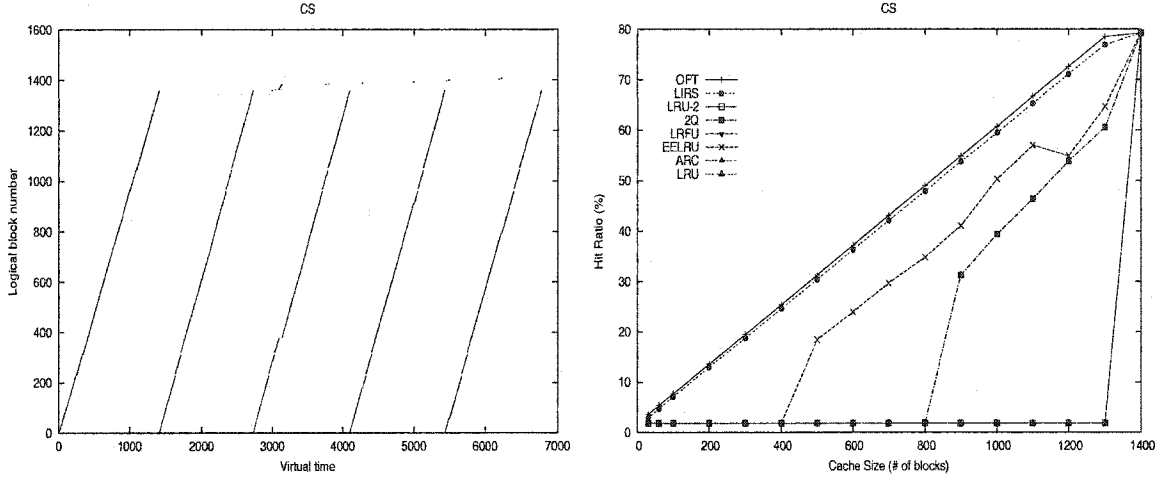 CS
1600
1400
1200
1000
800
600
400
200
0
Logical block number
0 1000 2000 3000 4000 5000 6000 7000
Virtual time
CS
80
70
60
50
40
30
20
10
0
Hit Ratio (%)
OPT
LIRS
LRU-2
2Q
LRFU
EELRU
ARC
LRU
0 200 400 600 800 1000 1200 1400
Cache Size (# of blocks)